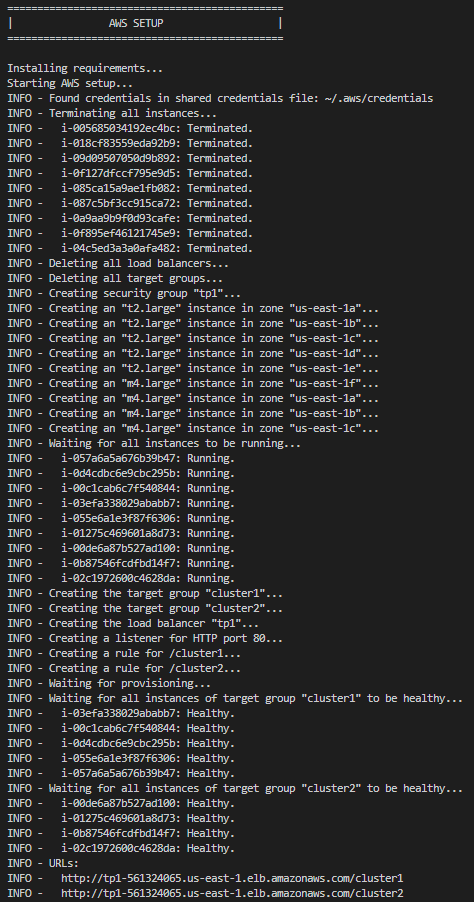 ==============================================
| AWS SETUP |
==============================================
Installing requirements...
Starting AWS setup...
INFO - Found credentials in shared credentials file: ~/.aws/credentials
INFO - Terminating all instances...
INFO -   i-005685034192ec4bc: Terminated.
INFO -   i-018cf83559eda92b9: Terminated.
INFO -   i-09d09507050d9b892: Terminated.
INFO -   i-0f127dfccf795e9d5: Terminated.
INFO -   i-085ca15a9ae1fb082: Terminated.
INFO -   i-087c5bf3cc915ca72: Terminated.
INFO -   i-0a9aa9b9f0d93cafe: Terminated.
INFO -   i-0f895ef46121745e9: Terminated.
INFO -   i-04c5ed3a3a0afa482: Terminated.
INFO - Deleting all load balancers...
INFO - Deleting all target groups...
INFO - Creating security group "tp1"...
INFO - Creating an "t2.large" instance in zone "us-east-1a"...
INFO - Creating an "t2.large" instance in zone "us-east-1b"...
INFO - Creating an "t2.large" instance in zone "us-east-1c"...
INFO - Creating an "t2.large" instance in zone "us-east-1d"...
INFO - Creating an "t2.large" instance in zone "us-east-1e"...
INFO - Creating an "m4.large" instance in zone "us-east-1f"...
INFO - Creating an "m4.large" instance in zone "us-east-1a"...
INFO - Creating an "m4.large" instance in zone "us-east-1b"...
INFO - Creating an "m4.large" instance in zone "us-east-1c"...
INFO - Waiting for all instances to be running...
INFO -   i-057a6a5a676b39b47: Running.
INFO -   i-0d4cdbc6e9cbc295b: Running.
INFO -   i-00c1cab6c7f540844: Running.
INFO -   i-03efa338029ababb7: Running.
INFO -   i-055e6a1e3f87f6306: Running.
INFO -   i-01275c469601a8d73: Running.
INFO -   i-00de6a87b527ad100: Running.
INFO -   i-0b87546fcdfbd14f7: Running.
INFO -   i-02c1972600c4628da: Running.
INFO - Creating the target group "cluster1"...
INFO - Creating the target group "cluster2"...
INFO - Creating the load balancer "tp1"...
INFO - Creating a listener for HTTP port 80...
INFO - Creating a rule for /cluster1...
INFO - Creating a rule for /cluster2...
INFO - Waiting for provisioning...
INFO - Waiting for all instances of target group "cluster1" to be healthy...
INFO -   i-03efa338029ababb7: Healthy.
INFO -   i-00c1cab6c7f540844: Healthy.
INFO -   i-0d4cdbc6e9cbc295b: Healthy.
INFO -   i-055e6a1e3f87f6306: Healthy.
INFO -   i-057a6a5a676b39b47: Healthy.
INFO - Waiting for all instances of target group "cluster2" to be healthy...
INFO -   i-00de6a87b527ad100: Healthy.
INFO -   i-01275c469601a8d73: Healthy.
INFO -   i-0b87546fcdfbd14f7: Healthy.
INFO -   i-02c1972600c4628da: Healthy.
INFO - URLs:
INFO -   http://tp1-561324065.us-east-1.elb.amazonaws.com/cluster1
INFO -   http://tp1-561324065.us-east-1.elb.amazonaws.com/cluster2